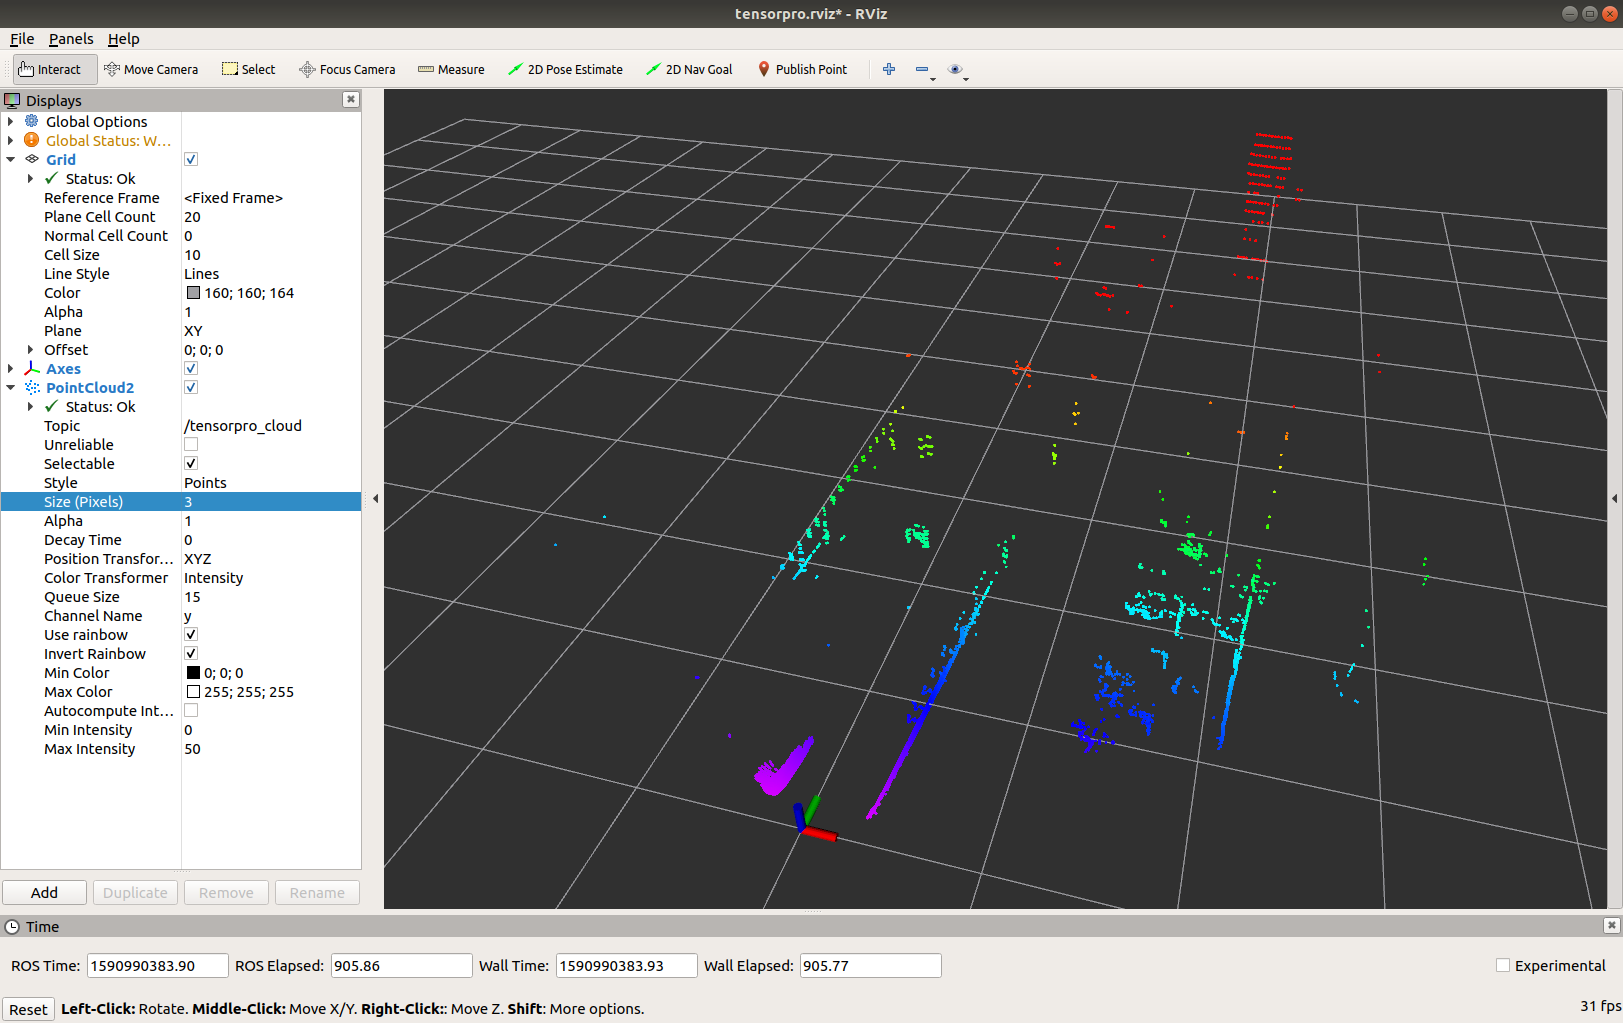 tensorpro.rviz* - RViz
File Panels Help
Interact Move Camera Select Focus Camera Measure 2D Pose Estimate 2D Nav Goal Publish Point
Displays
Global Options
Global Status: W...
Grid
Status: Ok
Reference Frame <Fixed Frame>
Plane Cell Count 20
Normal Cell Count 0
Cell Size 10
Line Style Lines
Color 160; 160; 164
Alpha 1
Plane XY
Offset 0; 0; 0
Axes
PointCloud2
Status: Ok
Topic /tensorpro_cloud
Unreliable
Selectable
Style Points
Size (Pixels) 3
Alpha 1
Decay Time 0
Position Transfor... XYZ
Color Transformer Intensity
Queue Size 15
Channel Name y
Use rainbow
Invert Rainbow
Min Color 0; 0; 0
Max Color 255; 255; 255
Autocompute Int...
Min Intensity 0
Max Intensity 50
Add Duplicate Remove Rename
Time
ROS Time: 1590990383.90 ROS Elapsed: 905.86 Wall Time: 1590990383.93 Wall Elapsed: 905.77 Experimental
Reset Left-Click: Rotate. Middle-Click: Move X/Y. Right-Click:: Move Z. Shift: More options. 31 fps